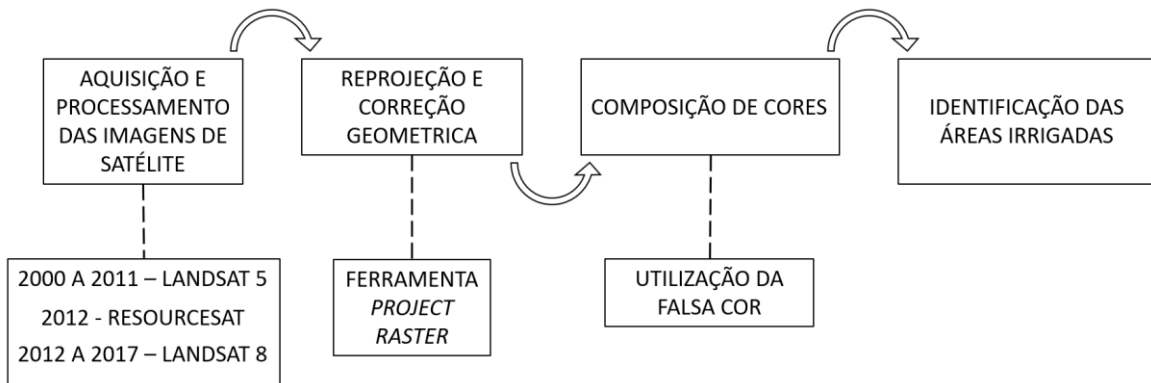 AQUISIÇÃO E
PROCESSAMENTO
DAS IMAGENS DE
SATÉLITE
REPROJEÇÃO E
CORREÇÃO
GEOMETRICA
COMPOSIÇÃO DE CORES
IDENTIFICAÇÃO DAS
ÁREAS IRRIGADAS
2000 A 2011 – LANDSAT 5
2012 - RESOURCESAT
2012 A 2017 – LANDSAT 8
FERRAMENTA
PROJECT
RASTER
UTILIZAÇÃO DA
FALSA COR